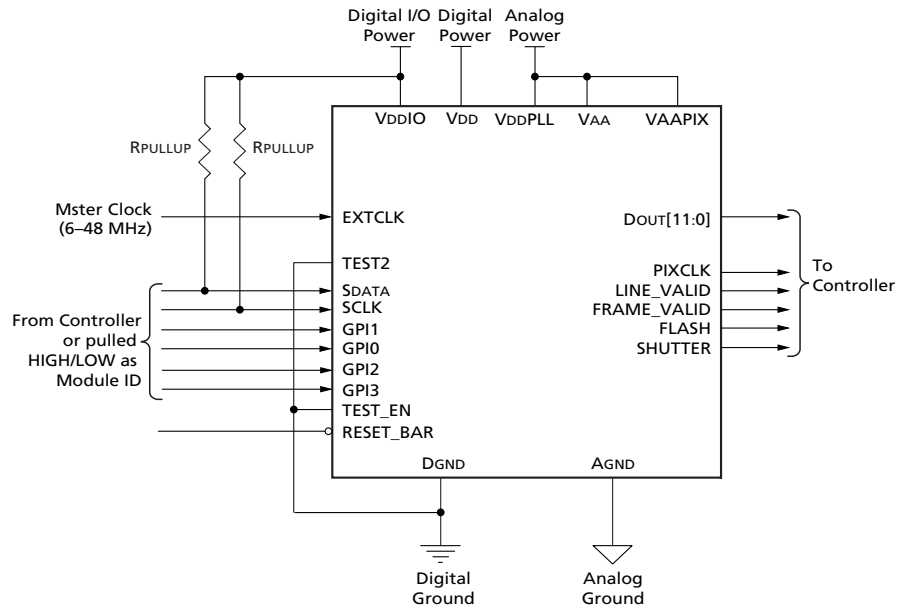 Digital I/O Power
Digital Power
Analog Power
VDDIO
VDD
VDDPLL
VAA
VAAPIX
RPULLUP
RPULLUP
Mster Clock
(6–48 MHz)
EXTCLK
TEST2
SDATA
SCLK
GPI1
GPI0
GPI2
GPI3
TEST_EN
RESET_BAR
From Controller
or pulled
HIGH/LOW as
Module ID
DOUT[11:0]
PIXCLK
LINE_VALID
FRAME_VALID
FLASH
SHUTTER
To
Controller
DGND
AGND
Digital
Ground
Analog
Ground